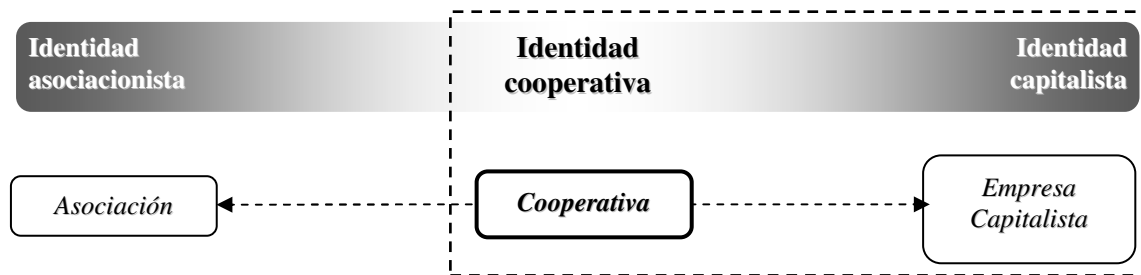 Identidad
asociacionista
Identidad
cooperativa
Identidad
capitalista
Asociación
Cooperativa
Empresa
Capitalista